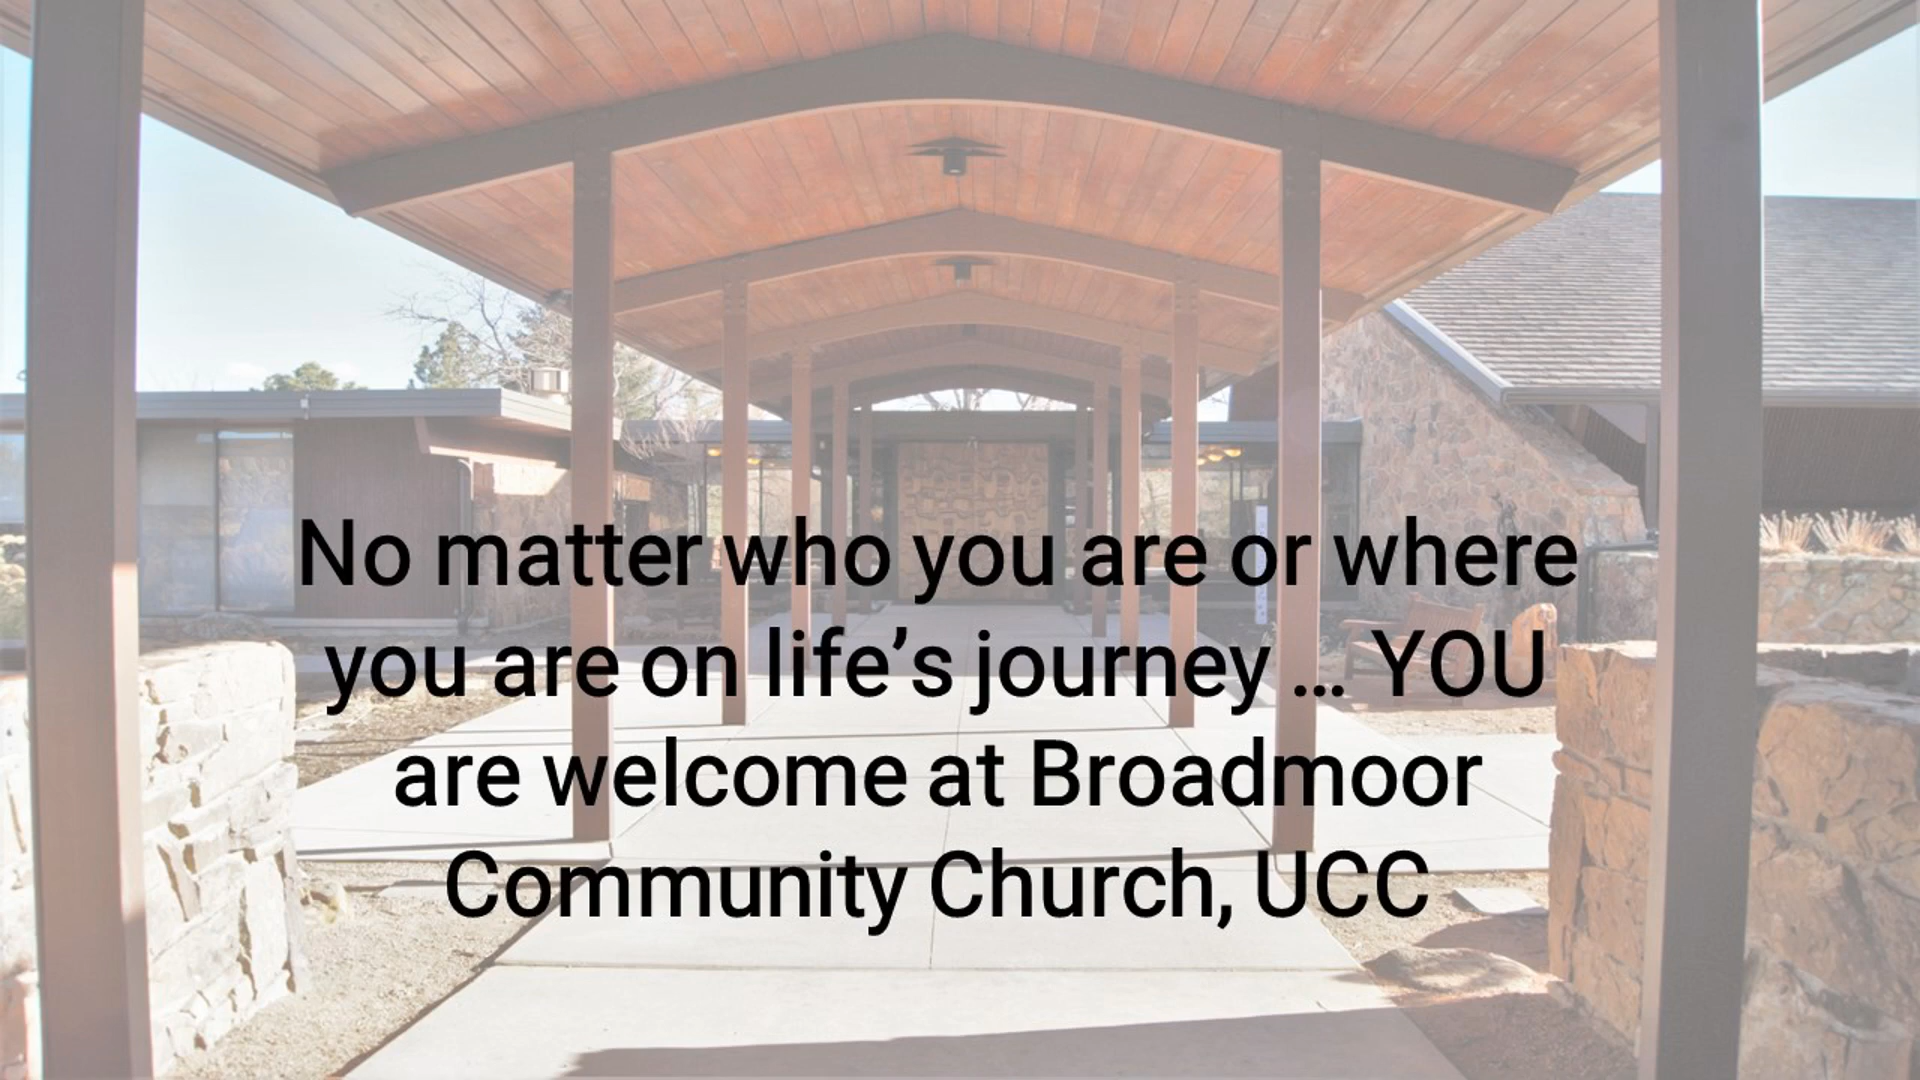 No matter who you are or where
you are on life’s journey … YOU
are welcome at Broadmoor
Community Church, UCC